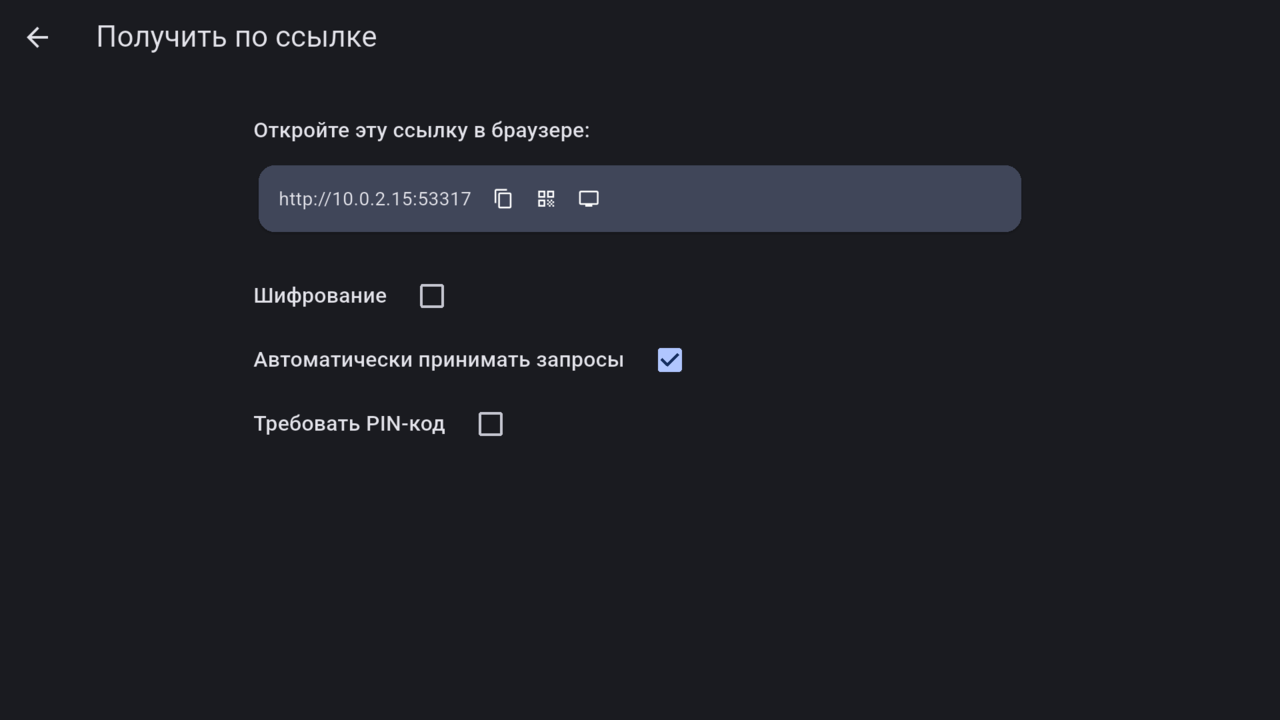 Получить по ссылке
Откройте эту ссылку в браузере:
http://10.0.2.15:53317
Шифрование
Автоматически принимать запросы
Требовать PIN-код